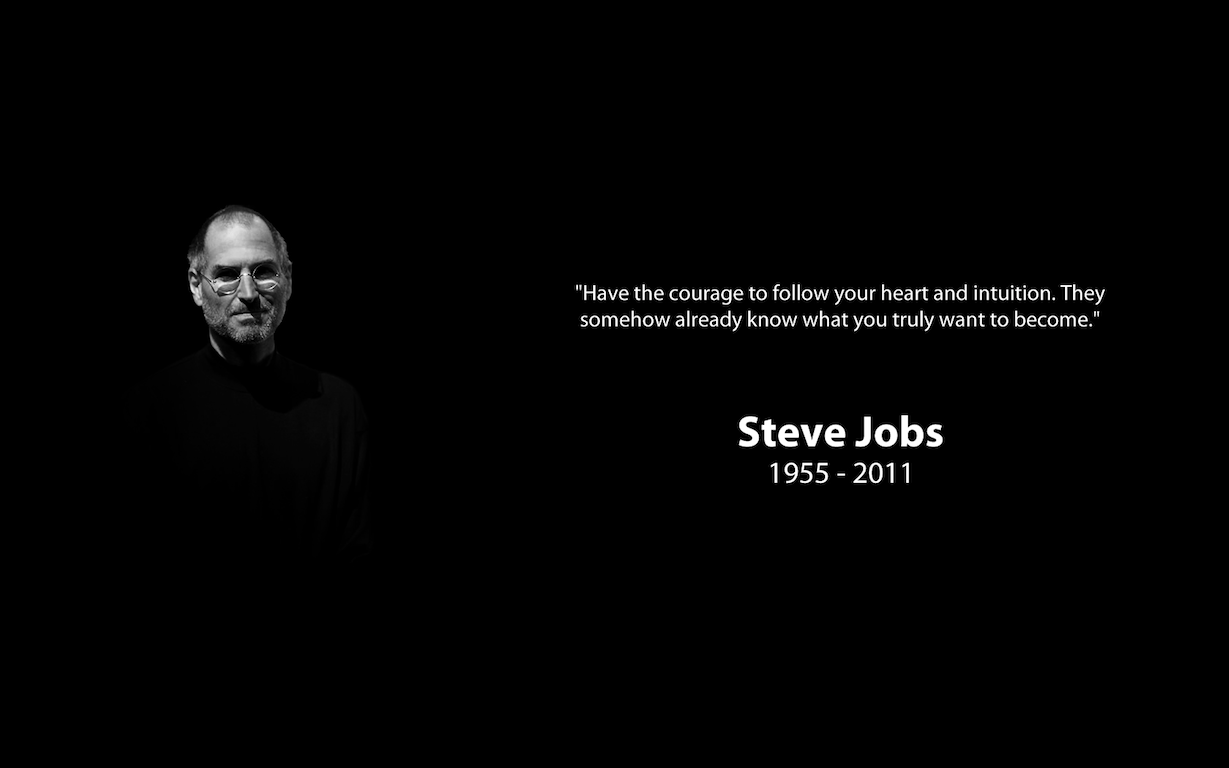 "Have the courage to follow your heart and intuition. They
somehow already know what you truly want to become."
Steve Jobs
1955 - 2011